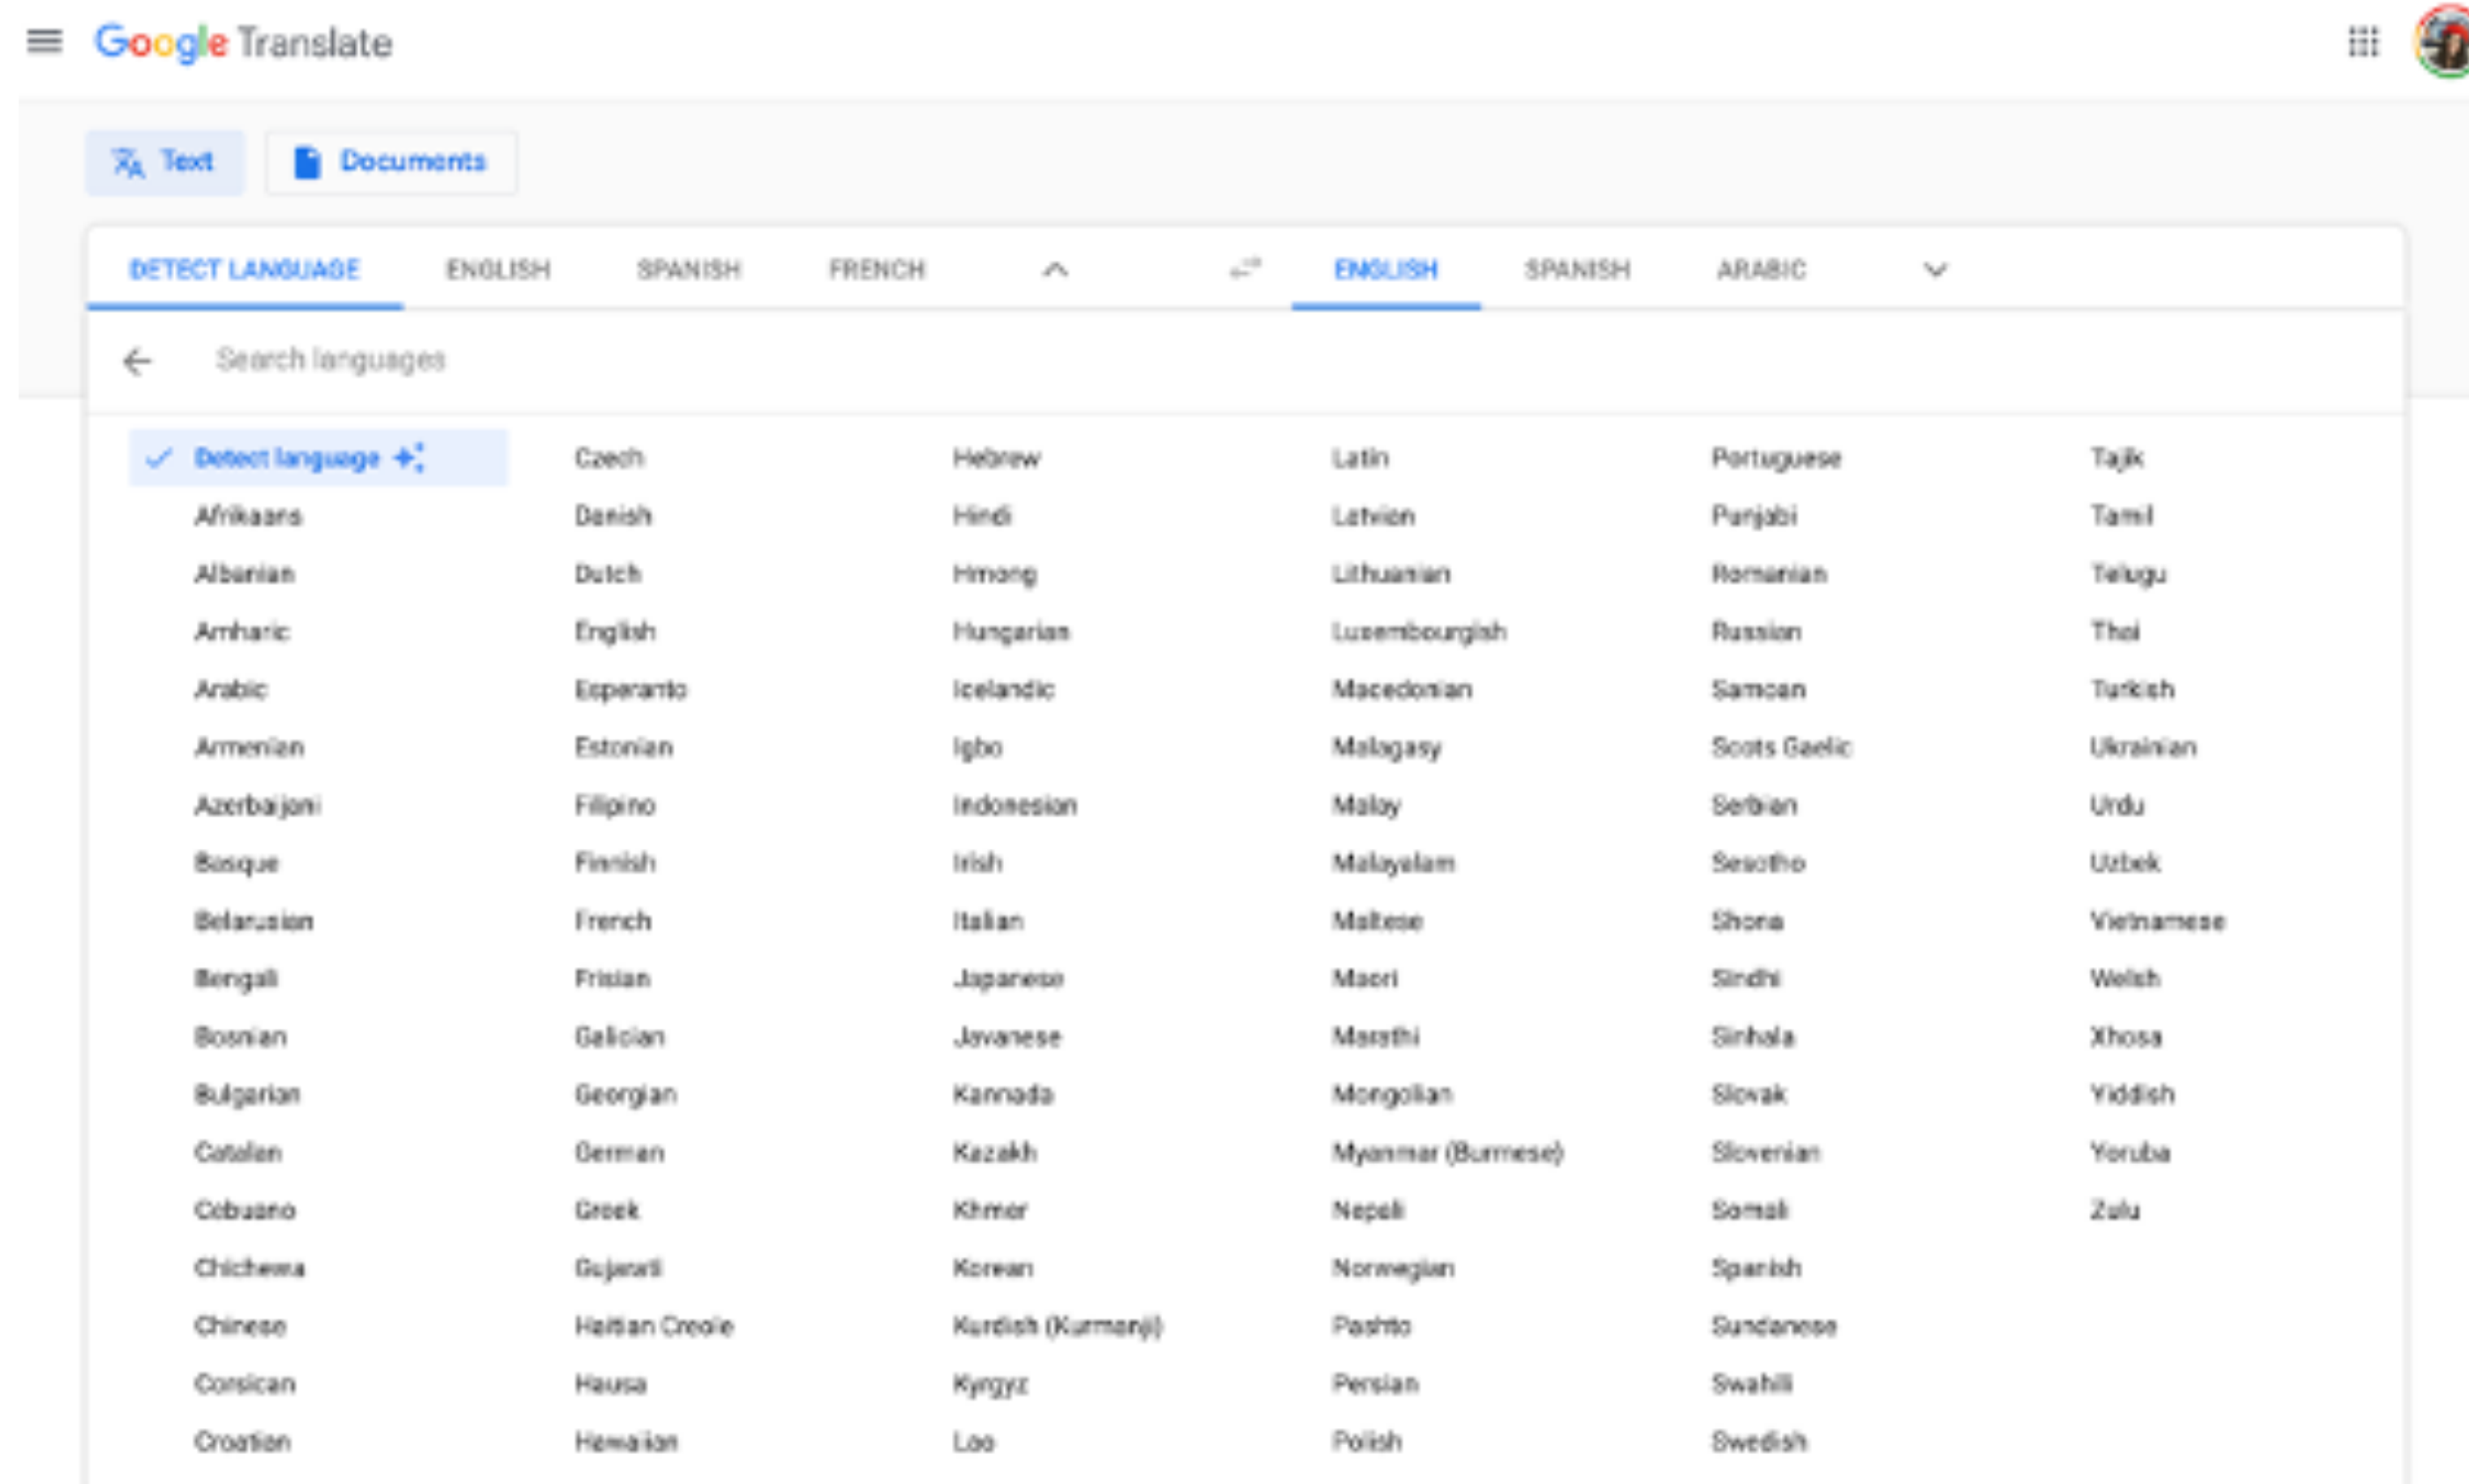 Google Translate
Text Documents
DETECT LANGUAGE ENGLISH SPANISH FRENCH ENGLISH SPANISH ARABIC
Search languages
Detect language Czech Hebrew Latin Portuguese Tajik
Afrikaans Danish Hindi Latvian Punjabi Tamil
Albanian Dutch Hmong Lithuanian Romanian Telugu
Amharic English Hungarian Luxembourgish Russian Thai
Arabic Esperanto Icelandic Macedonian Samoan Turkish
Armenian Estonian Igbo Malagasy Scots Gaelic Ukrainian
Azerbaijani Filipino Indonesian Malay Serbian Urdu
Basque Finnish Irish Malayalam Sesotho Uzbek
Belarusian French Italian Maltese Shona Vietnamese
Bengali Frisian Japanese Maori Sindhi Welsh
Bosnian Galician Javanese Marathi Sinhala Xhosa
Bulgarian Georgian Kannada Mongolian Slovak Yiddish
Catalan German Kazakh Myanmar (Burmese) Slovenian Yoruba
Cebuano Greek Khmer Nepali Somali Zulu
Chichewa Gujarati Korean Norwegian Spanish
Chinese Haitian Creole Kurdish (Kurmanji) Pashto Sundanese
Corsican Hausa Kyrgyz Persian Swahili
Croatian Hawaiian Lao Polish Swedish